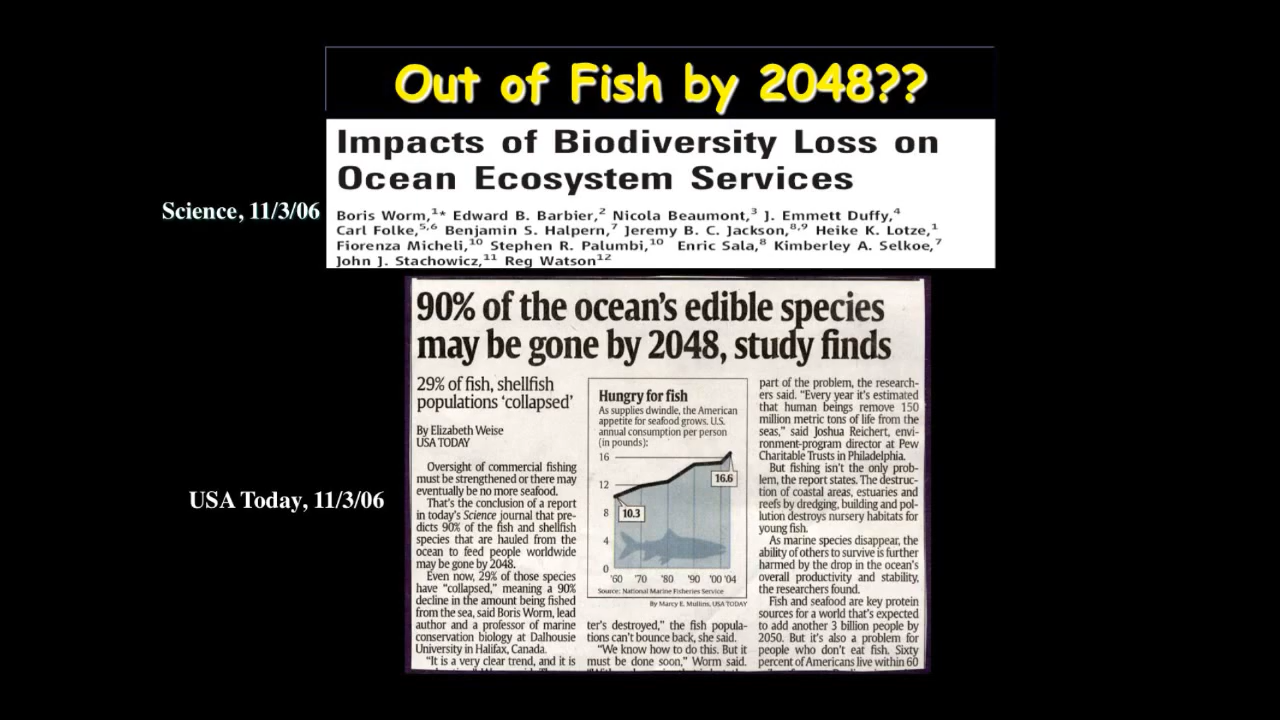 Out of Fish by 2048??
Impacts of Biodiversity Loss on
Ocean Ecosystem Services
Science, 11/3/06
Boris Worm,1* Edward B. Barbier,2 Nicola Beaumont,3 J. Emmett Duffy,4
Carl Folke,5,6 Benjamin S. Halpern,7 Jeremy B. C. Jackson,8,9 Heike K. Lotze,1
Fiorenza Micheli,10 Stephen R. Palumbi,10 Enric Sala,8 Kimberley A. Selkoe,7
John J. Stachowicz,11 Reg Watson12
USA Today, 11/3/06
90% of the ocean's edible species
may be gone by 2048, study finds
29% of fish, shellfish
populations 'collapsed'
By Elizabeth Weise
USA TODAY
Oversight of commercial fishing
must be strengthened or there may
eventually be no more seafood.
That's the conclusion of a report
in today's Science journal that pre-
dicts 90% of the fish and shellfish
species that are hauled from the
ocean to feed people worldwide
may be gone by 2048.
Even now, 29% of those species
have "collapsed," meaning a 90%
decline in the amount being fished
from the sea, said Boris Worm, lead
author and a professor of marine
conservation biology at Dalhousie
University in Halifax, Canada.
"It is a very clear trend, and it is
Hungry for fish
As supplies dwindle, the American
appetite for seafood grows. U.S.
annual consumption per person
(in pounds):
16
12
8
4
0
10.3
16.6
'60 '70 '80 '90 '00 '04
Source: National Marine Fisheries Service
By Marcy E. Mullins, USA TODAY
ter's destroyed," the fish popula-
tions can't bounce back, she said.
"We know how to do this. But it
must be done soon," Worm said.
part of the problem, the research-
ers said. "Every year it's estimated
that human beings remove 150
million metric tons of life from the
seas," said Joshua Reichert, envi-
ronment-program director at Pew
Charitable Trusts in Philadelphia.
But fishing isn't the only prob-
lem, the report states. The destruc-
tion of coastal areas, estuaries and
reefs by dredging, building and pol-
lution destroys nursery habitats for
young fish.
As marine species disappear, the
ability of others to survive is further
harmed by the drop in the ocean's
overall productivity and stability,
the researchers found.
Fish and seafood are key protein
sources for a world that's expected
to add another 3 billion people by
2050. But it's also a problem for
people who don't eat fish. Sixty
percent of Americans live within 60